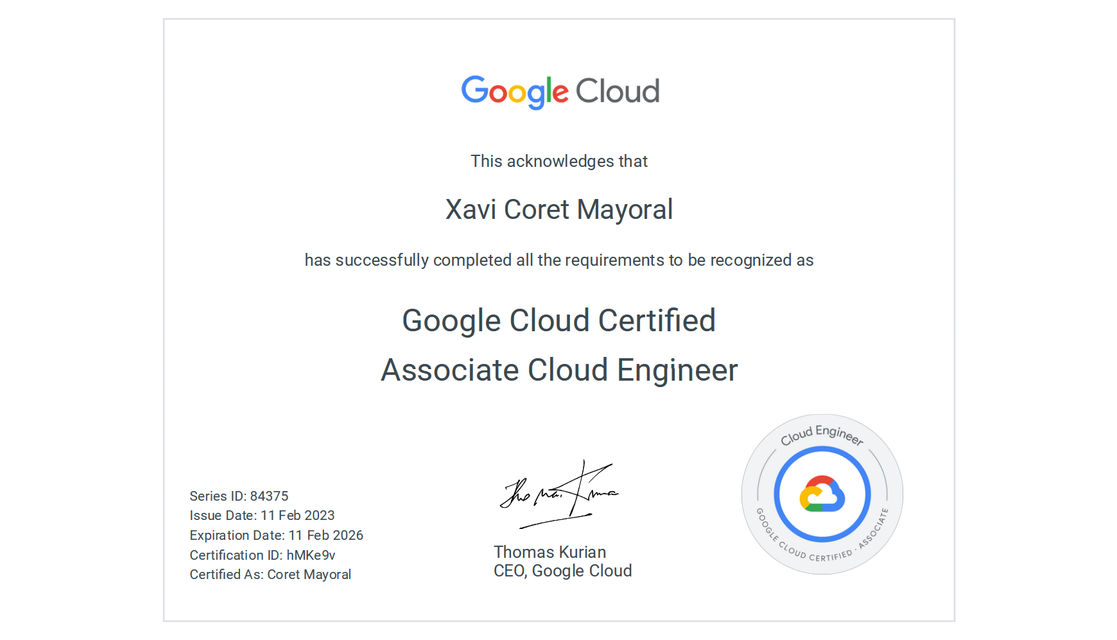 Google Cloud
This acknowledges that
Xavi Coret Mayoral
has successfully completed all the requirements to be recognized as
Google Cloud Certified
Associate Cloud Engineer
Series ID: 84375
Issue Date: 11 Feb 2023
Expiration Date: 11 Feb 2026
Certification ID: hMKe9v
Certified As: Coret Mayoral
Thomas Kurian
CEO, Google Cloud
Cloud Engineer
GOOGLE CLOUD CERTIFIED · ASSOCIATE